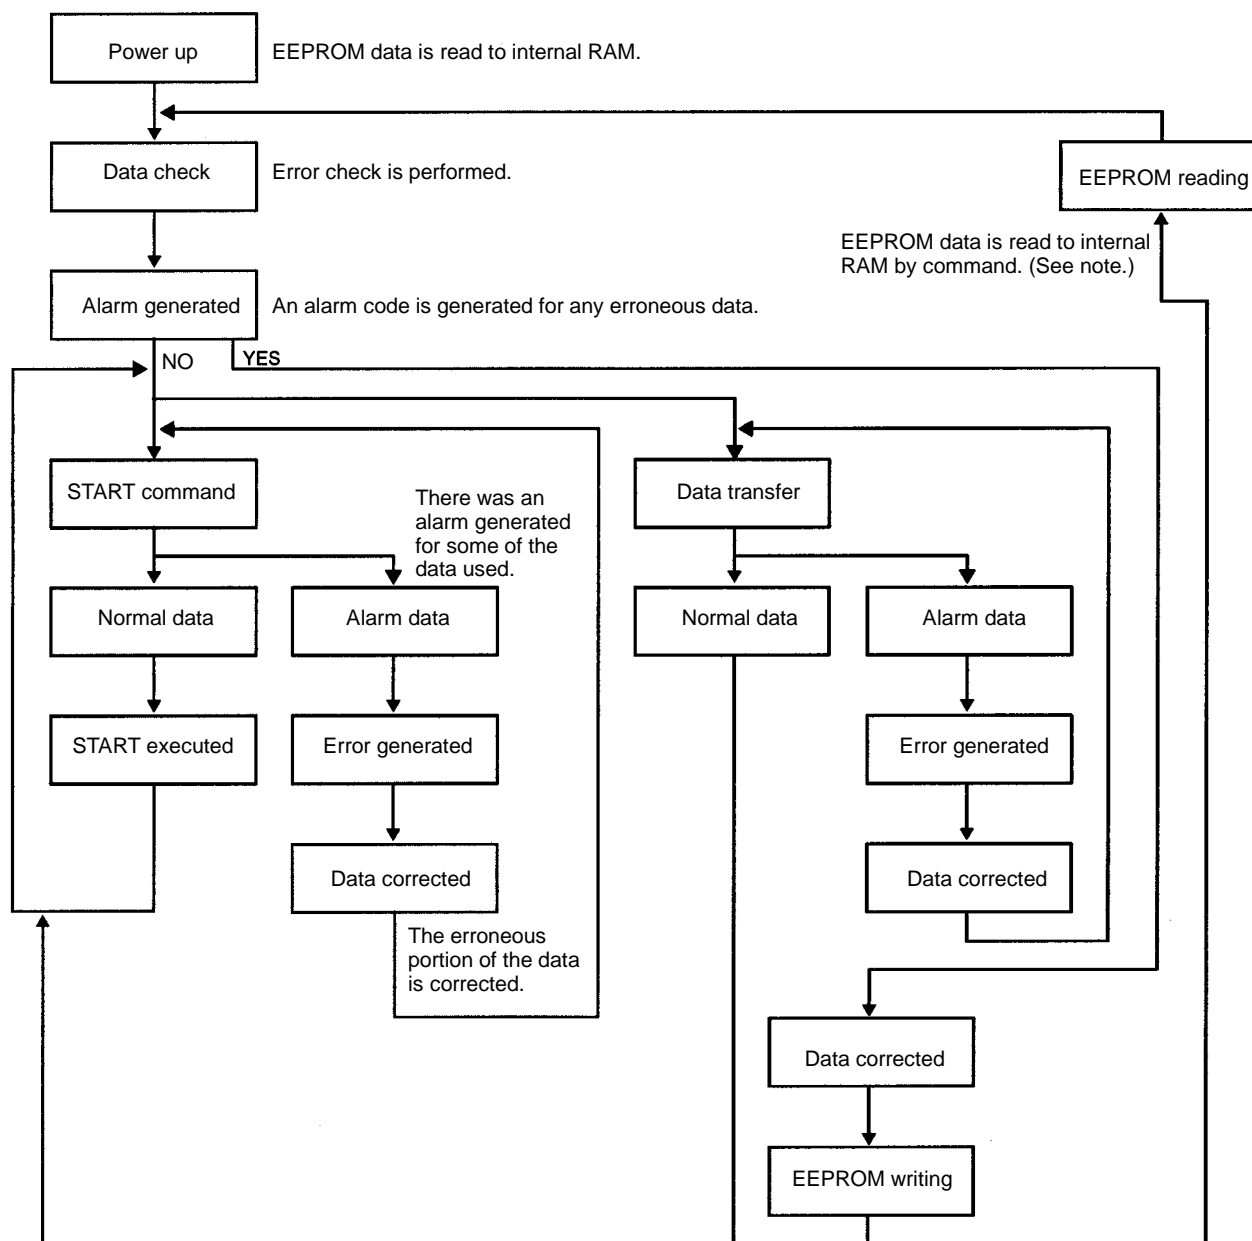 Power up
EEPROM data is read to internal RAM.
Data check
Error check is performed.
EEPROM reading
EEPROM data is read to internal
RAM by command. (See note.)
Alarm generated
An alarm code is generated for any erroneous data.
NO
YES
START command
There was an
alarm generated
for some of the
data used.
Data transfer
Normal data
Alarm data
Normal data
Alarm data
START executed
Error generated
Error generated
Data corrected
Data corrected
The erroneous
portion of the data
is corrected.
Data corrected
EEPROM writing